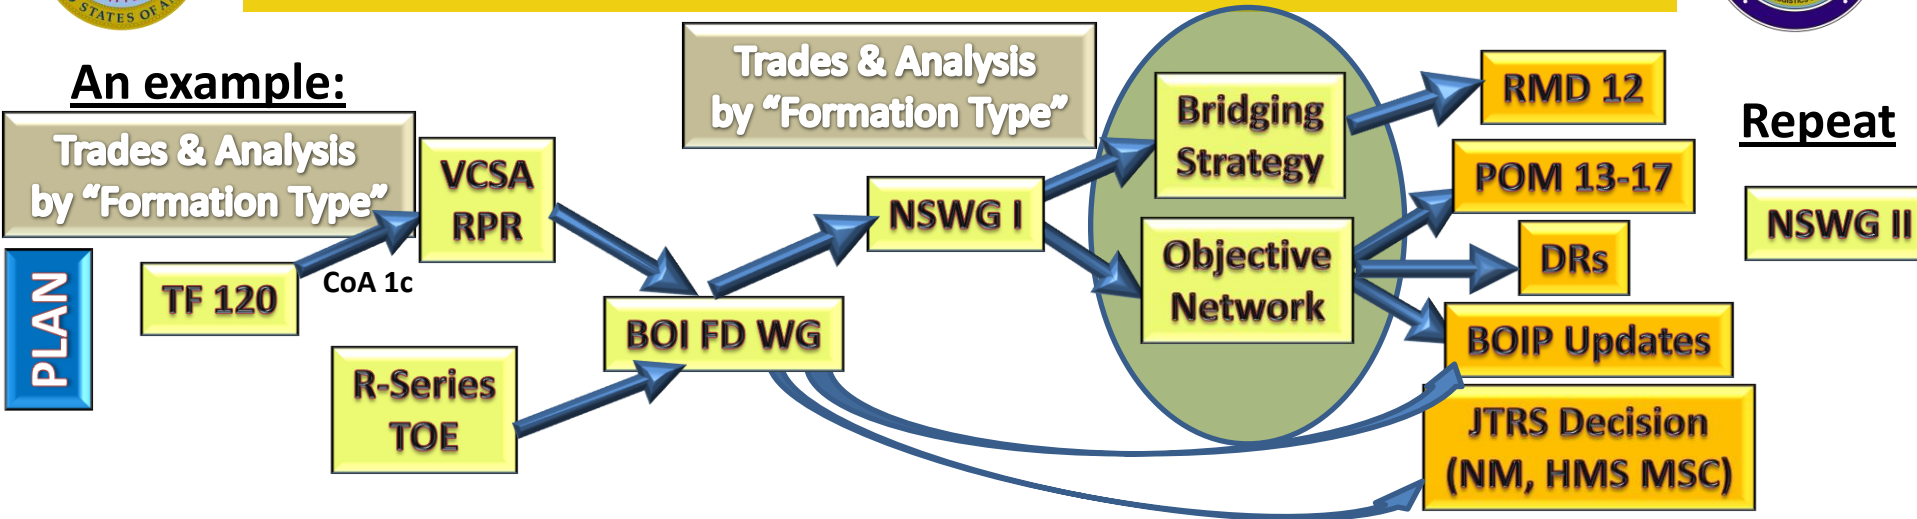 STATES OF A
An example:
Trades & Analysis
by “Formation Type”
PLAN
TF 120
CoA 1c
VCSA
RPR
R-Series
TOE
BOI FD WG
Trades & Analysis
by “Formation Type”
NSWG I
Bridging
Strategy
Objective
Network
RMD 12
POM 13-17
DRs
BOIP Updates
JTRS Decision
(NM, HMS MSC)
Repeat
NSWG II